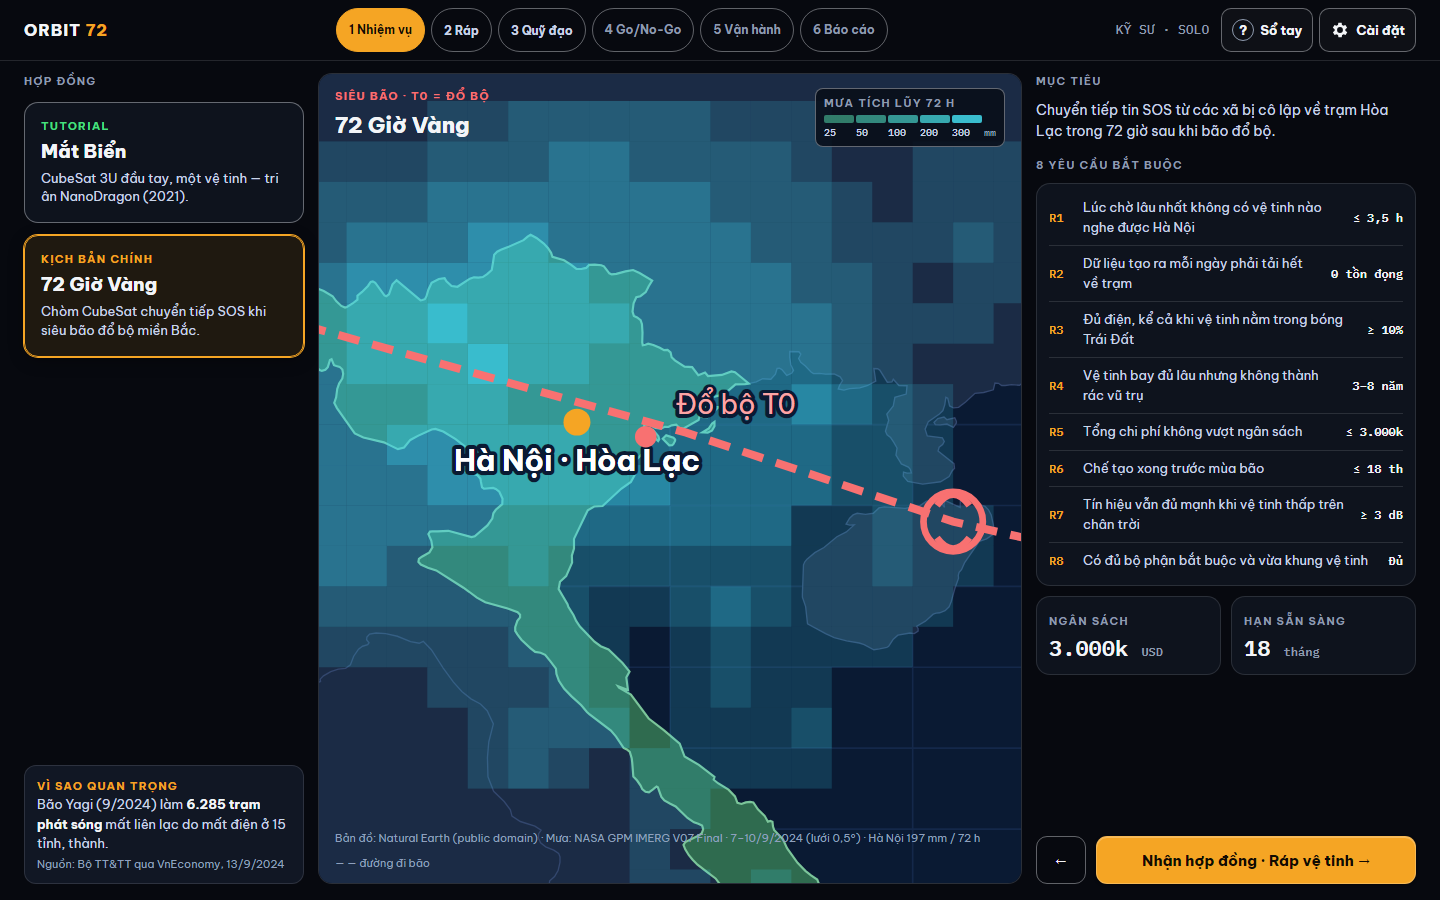 ORBIT 72
1 Nhiệm vụ
2 Ráp
3 Quỹ đạo
4 Go/No-Go
5 Vận hành
6 Báo cáo
KỸ SƯ · SOLO
? Sổ tay
Cài đặt
HỢP ĐỒNG
TUTORIAL
Mắt Biển
CubeSat 3U đầu tay, một vệ tinh — tri
ân NanoDragon (2021).
KỊCH BẢN CHÍNH
72 Giờ Vàng
Chòm CubeSat chuyển tiếp SOS khi
siêu bão đổ bộ miền Bắc.
VÌ SAO QUAN TRỌNG
Bão Yagi (9/2024) làm 6.285 trạm
phát sóng mất liên lạc do mất điện ở 15
tỉnh, thành.
Nguồn: Bộ TT&TT qua VnEconomy, 13/9/2024
SIÊU BÃO · T0 = ĐỔ BỘ
72 Giờ Vàng
MƯA TÍCH LŨY 72 H
25 50 100 200 300 mm
Đổ bộ T0
Hà Nội · Hòa Lạc
Bản đồ: Natural Earth (public domain) · Mưa: NASA GPM IMERG V07 Final · 7–10/9/2024 (lưới 0,5°) · Hà Nội 197 mm / 72 h
— — đường đi bão
MỤC TIÊU
Chuyển tiếp tin SOS từ các xã bị cô lập về trạm Hòa
Lạc trong 72 giờ sau khi bão đổ bộ.
8 YÊU CẦU BẮT BUỘC
R1 Lúc chờ lâu nhất không có vệ tinh nào
nghe được Hà Nội ≤ 3,5 h
R2 Dữ liệu tạo ra mỗi ngày phải tải hết
về trạm 0 tồn đọng
R3 Đủ điện, kể cả khi vệ tinh nằm trong bóng
Trái Đất ≥ 10%
R4 Vệ tinh bay đủ lâu nhưng không thành
rác vũ trụ 3–8 năm
R5 Tổng chi phí không vượt ngân sách ≤ 3.000k
R6 Chế tạo xong trước mùa bão ≤ 18 th
R7 Tín hiệu vẫn đủ mạnh khi vệ tinh thấp trên
chân trời ≥ 3 dB
R8 Có đủ bộ phận bắt buộc và vừa khung vệ tinh Đủ
NGÂN SÁCH
3.000k USD
HẠN SẴN SÀNG
18 tháng
←
Nhận hợp đồng · Ráp vệ tinh →